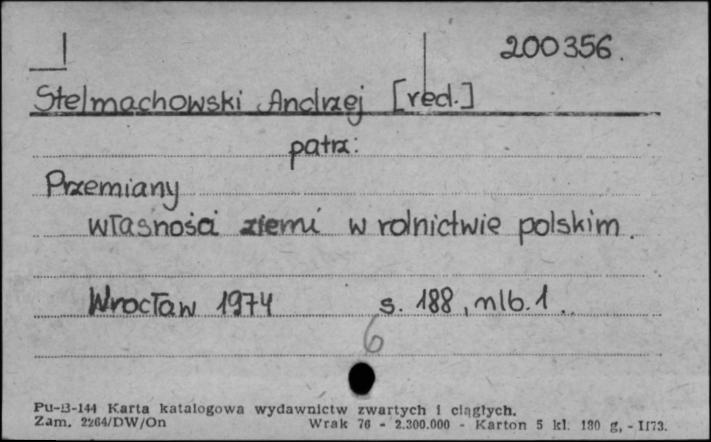 200356.
Stelmachowski Andrzej [red.]
patrz:
Przemiany
własności ziemi w rolnictwie polskim.
Wrocław 1974 s. 188, nlb. 1..
6
Pu-B-144 Karta katalogowa wydawnictw zwartych i ciągłych.
Zam. 2264/DW/On Wrak 76 - 2.300.000 - Karton 5 kl. 180 g, - I/73.